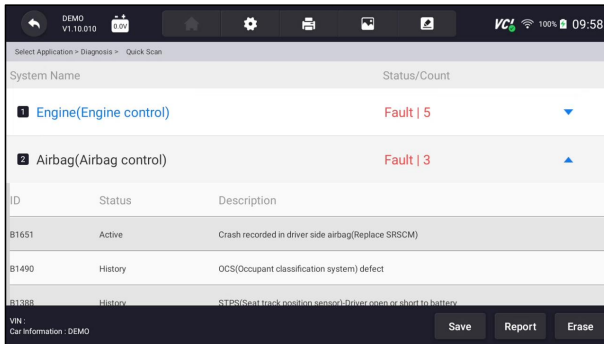 DEMO
V1.10.010
0.0V
VC! 100% 09:58
Select Application > Diagnosis > Quick Scan
System Name Status/Count
1 Engine(Engine control) Fault | 5
2 Airbag(Airbag control) Fault | 3
ID Status Description
B1651 Active Crash recorded in driver side airbag(Replace SRSCM)
B1490 History OCS(Occupant classification system) defect
B1388 History STPS(Seat track position sensor)-Driver open or short to battery
VIN :
Car Information : DEMO
Save Report Erase